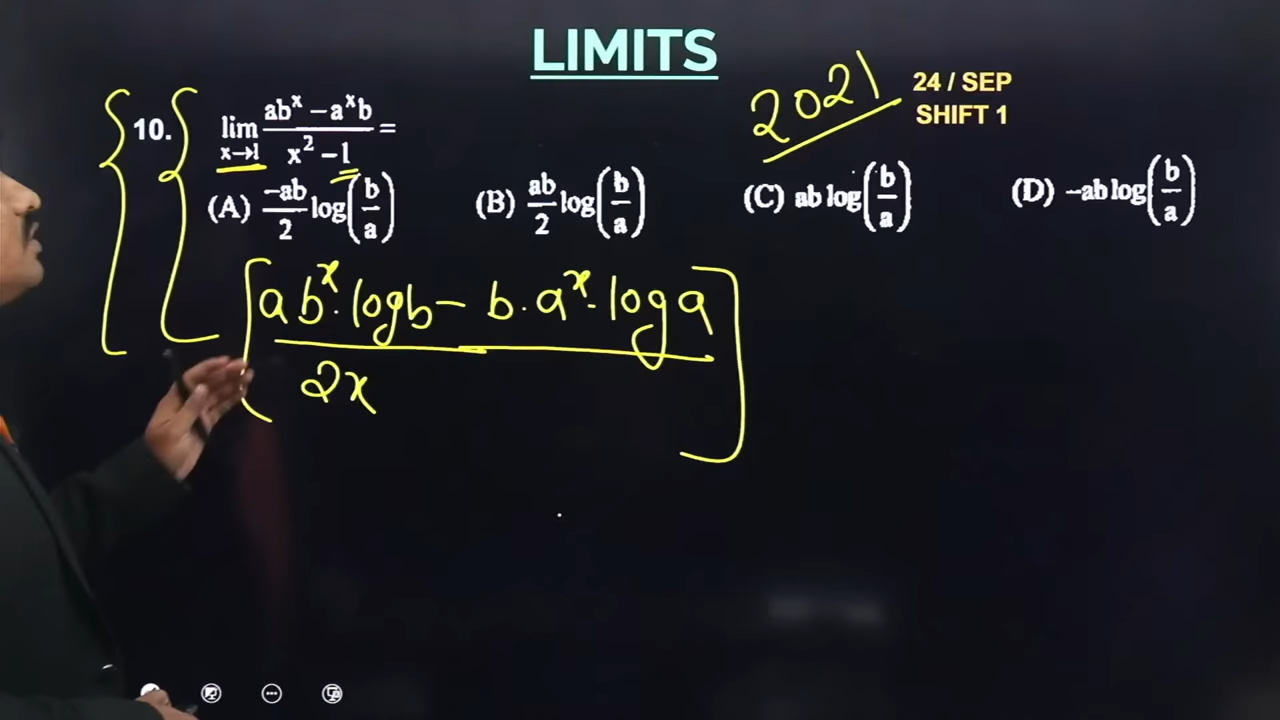 LIMITS
2021
24 / SEP
SHIFT 1
10. lim x→1 (ab^x − a^x b)/(x² − 1) =
(A) −ab/2 log(b/a) (B) ab/2 log(b/a) (C) ab log(b/a) (D) −ab log(b/a)
[ab^x · log b − b · a^x · log a
2x]